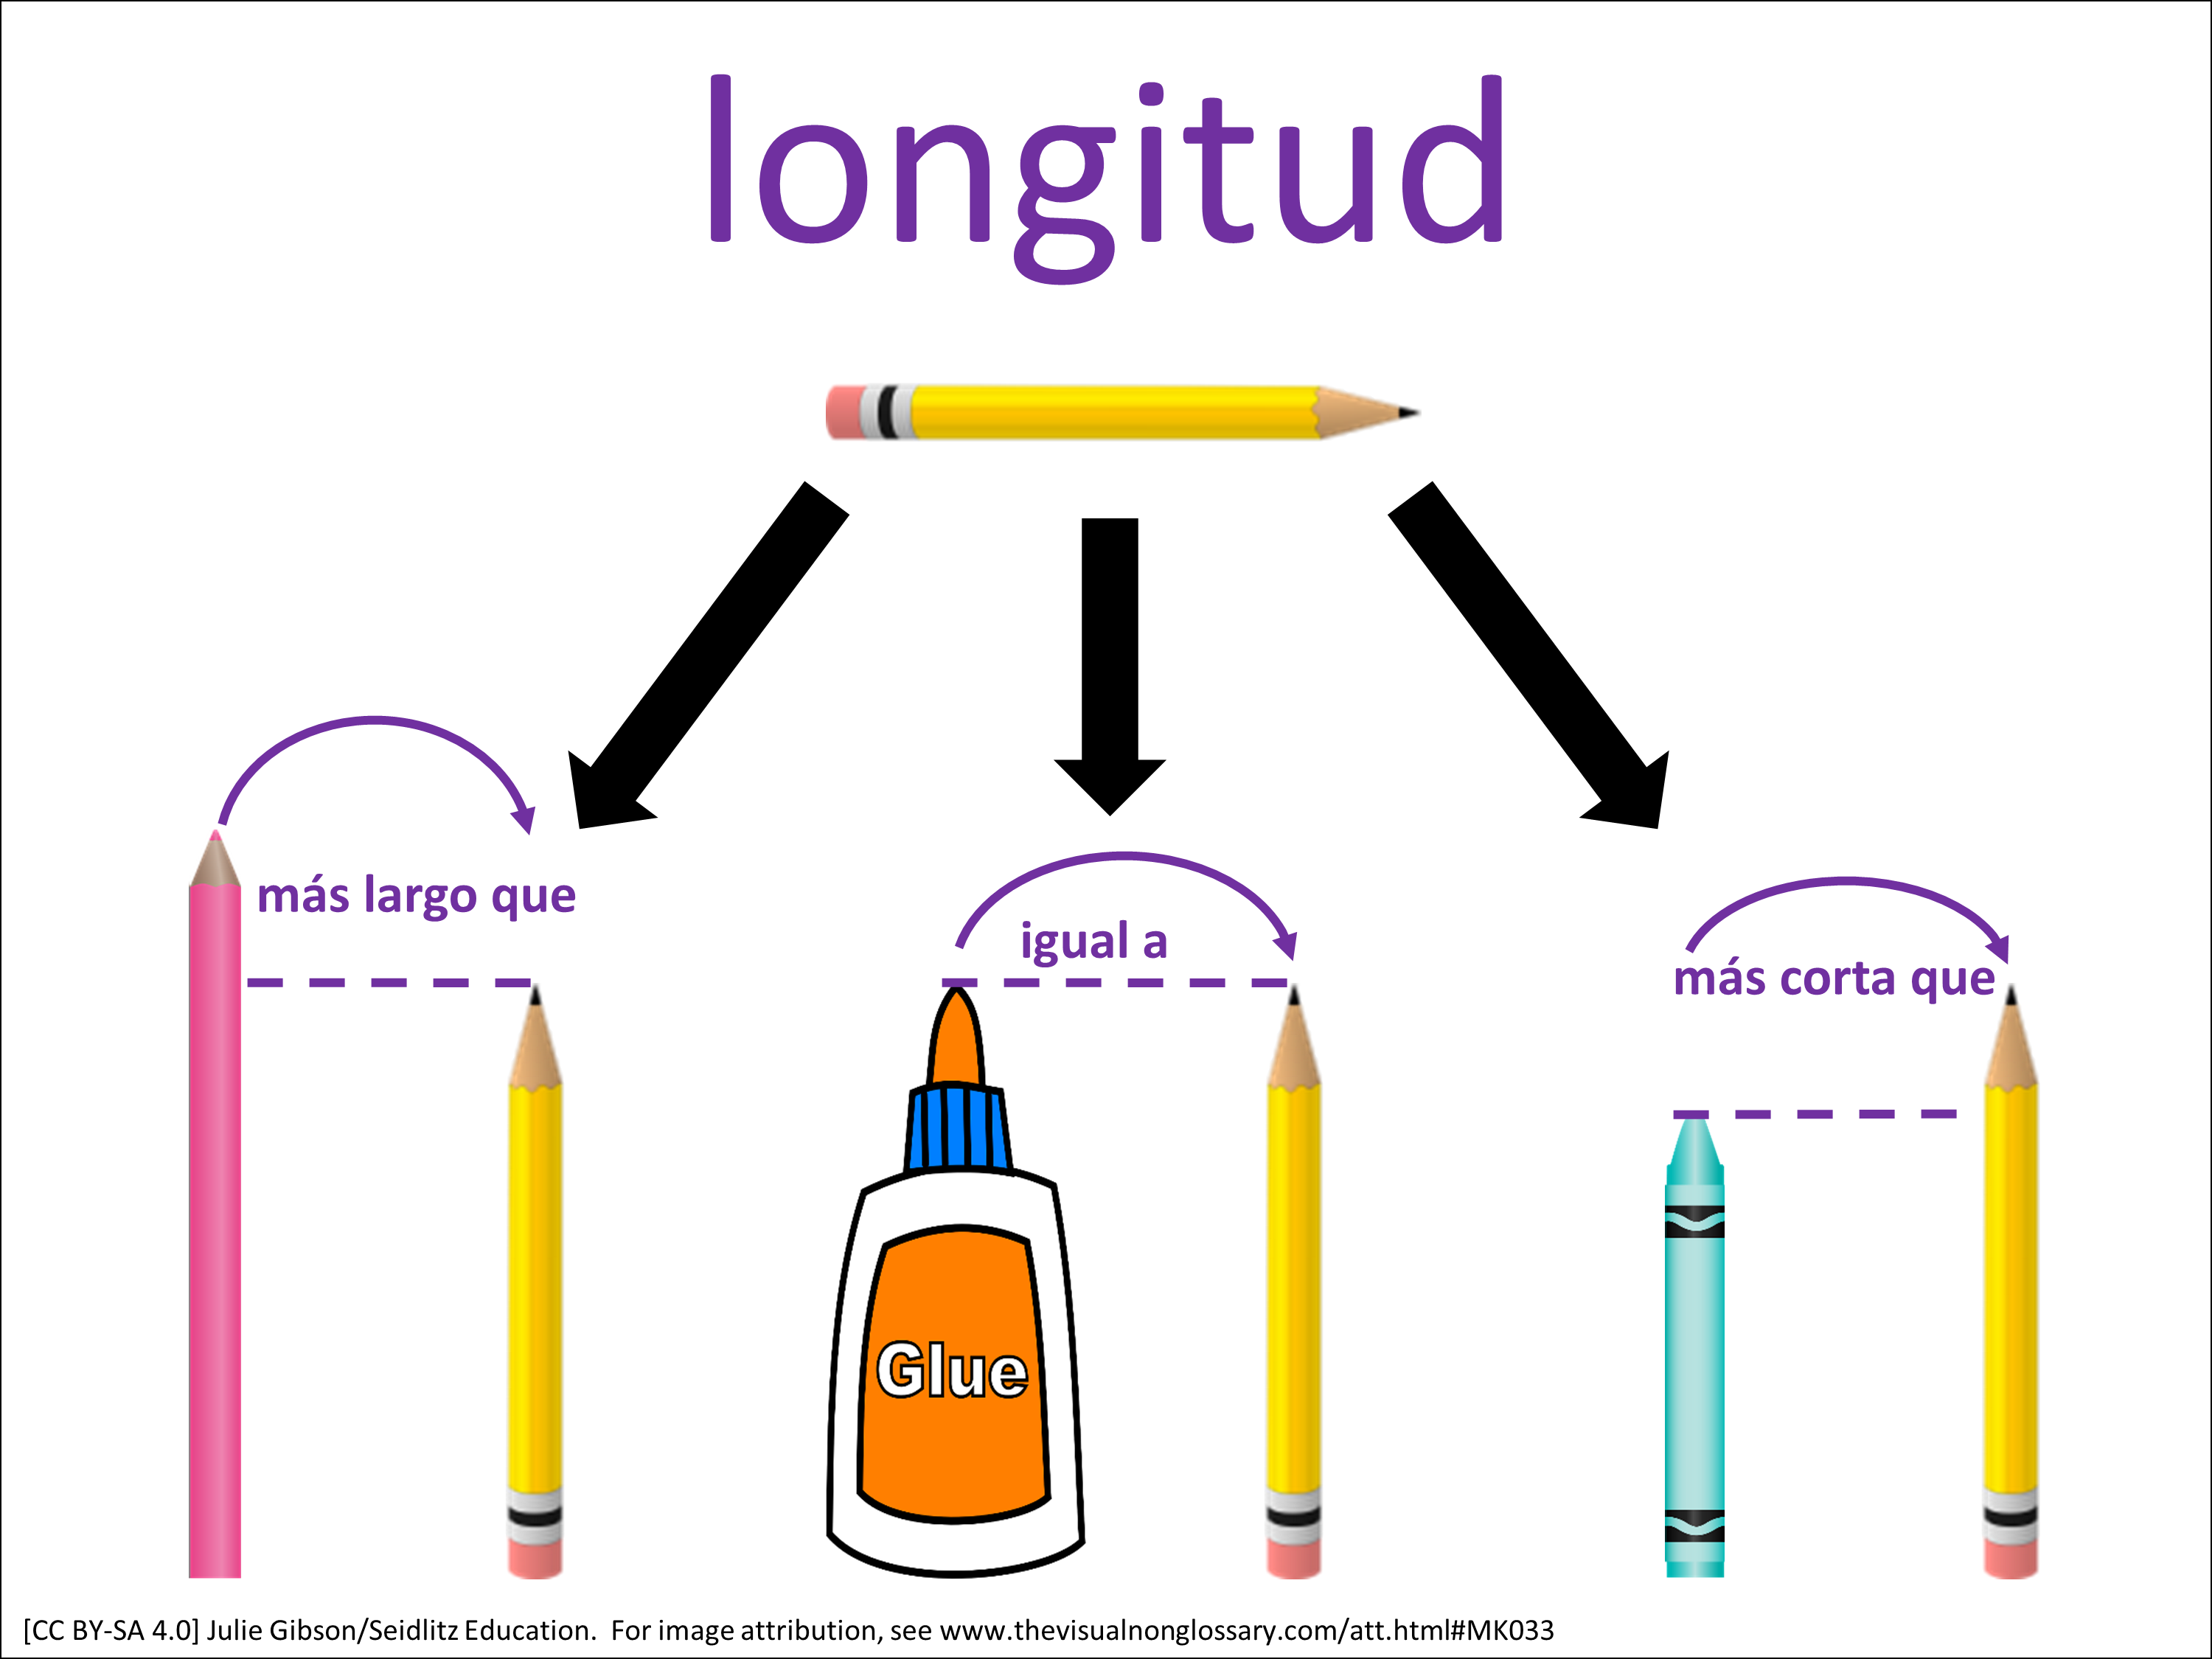 longitud
más largo que
igual a
más corta que
Glue
[CC BY-SA 4.0] Julie Gibson/Seidlitz Education.  For image attribution, see www.thevisualnonglossary.com/att.html#MK033